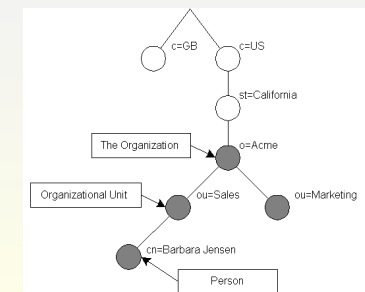 c=GB
c=US
st=California
The Organization
o=Acme
Organizational Unit
ou=Sales
ou=Marketing
cn=Barbara Jensen
Person